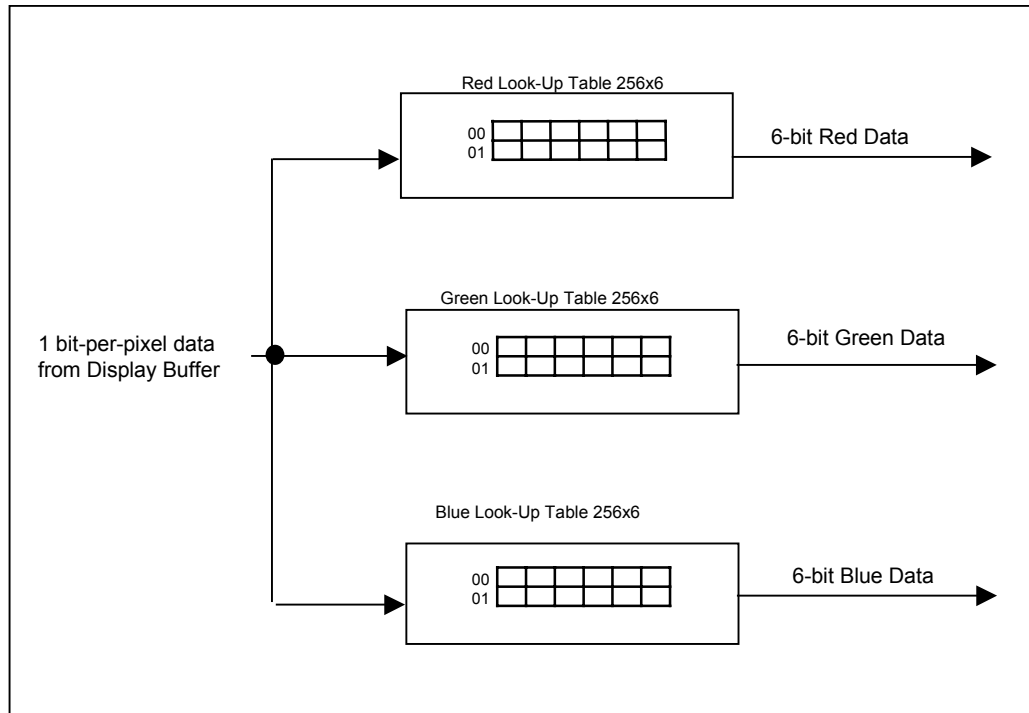 Red Look-Up Table 256x6
00
01
6-bit Red Data
Green Look-Up Table 256x6
00
01
6-bit Green Data
1 bit-per-pixel data
from Display Buffer
Blue Look-Up Table 256x6
00
01
6-bit Blue Data